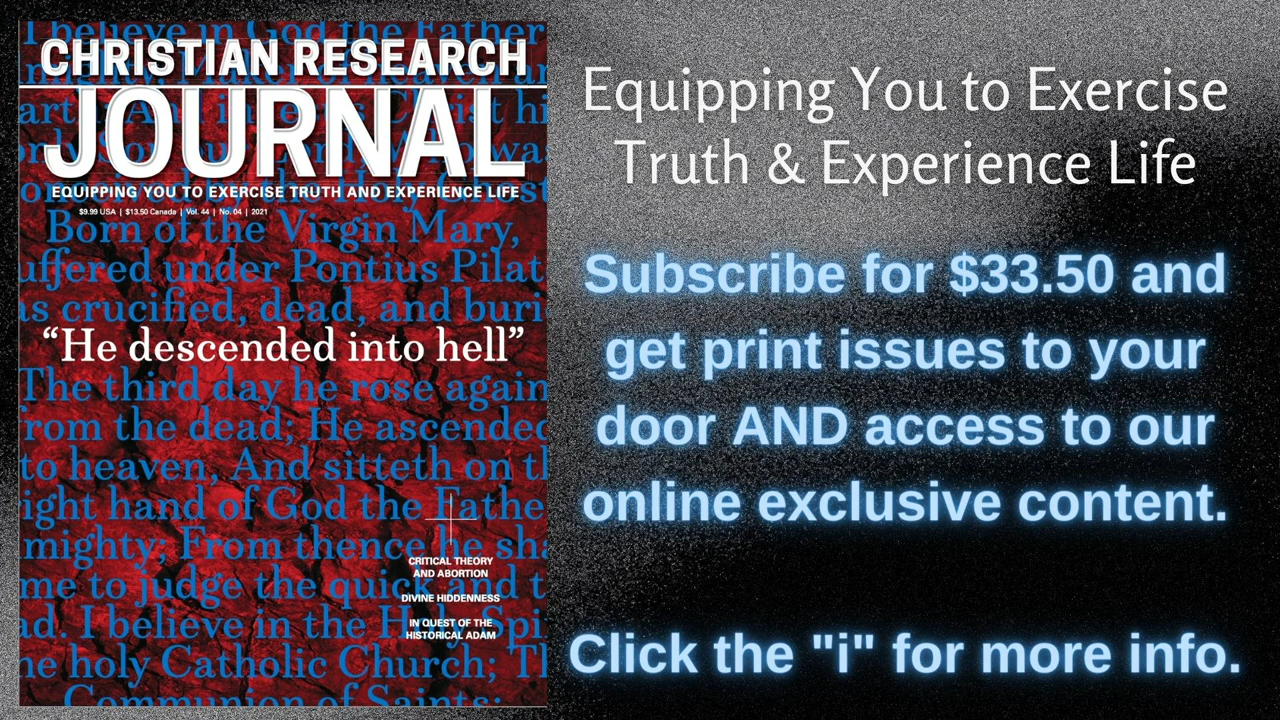 I believe in God the Father
CHRISTIAN RESEARCH
JOURNAL
EQUIPPING YOU TO EXERCISE TRUTH AND EXPERIENCE LIFE
$9.99 USA | $13.50 Canada | Vol. 44 | No. 04 | 2021
Born of the Virgin Mary,
uffered under Pontius Pilat
as crucified, dead, and buri
“He descended into hell”
The third day he rose again
rom the dead; He ascended
to heaven, And sitteth on th
ight hand of God the Fathe
mighty; From thence he sha
me to judge the quick and t
ad. I believe in the Holy Spi
he holy Catholic Church; Th
Communion of Saints;
CRITICAL THEORY
AND ABORTION
DIVINE HIDDENNESS
IN QUEST OF THE
HISTORICAL ADAM
Equipping You to Exercise
Truth & Experience Life
Subscribe for $33.50 and
get print issues to your
door AND access to our
online exclusive content.
Click the "i" for more info.